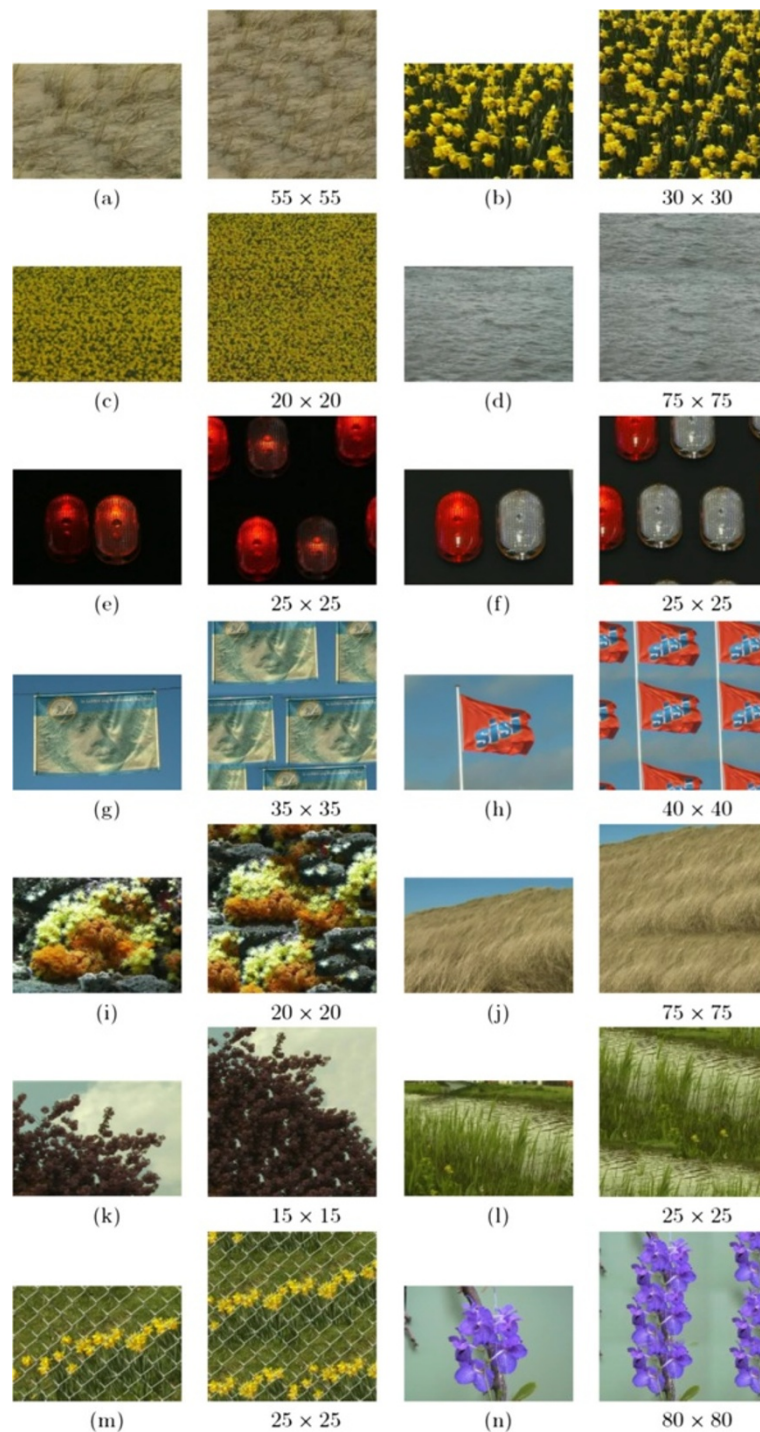 (a) 55 × 55 (b) 30 × 30
(c) 20 × 20 (d) 75 × 75
(e) 25 × 25 (f) 25 × 25
(g) 35 × 35 (h) 40 × 40
(i) 20 × 20 (j) 75 × 75
(k) 15 × 15 (l) 25 × 25
(m) 25 × 25 (n) 80 × 80